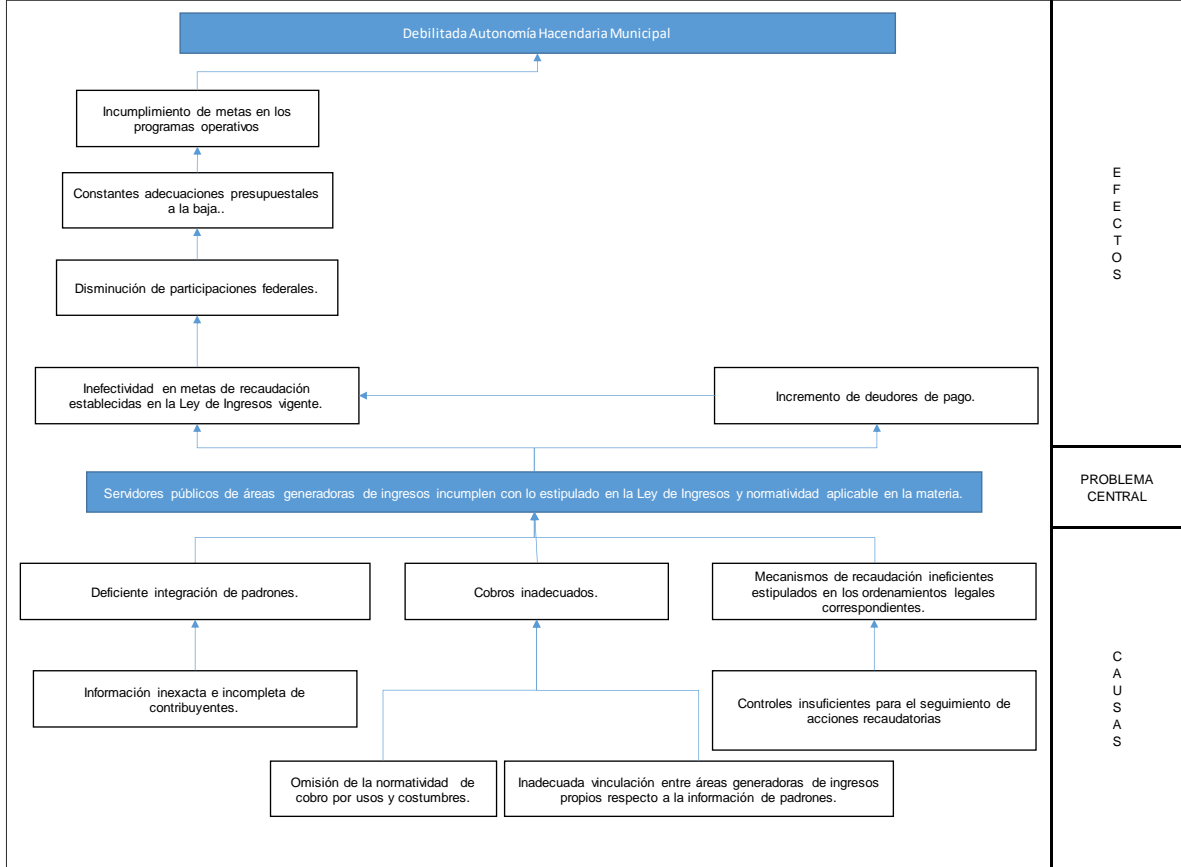 Debilitada Autonomía Hacendaria Municipal
Incumplimiento de metas en los
programas operativos
Constantes adecuaciones presupuestales
a la baja..
Disminución de participaciones federales.
Inefectividad en metas de recaudación
establecidas en la Ley de Ingresos vigente.
Incremento de deudores de pago.
E
F
E
C
T
O
S
Servidores públicos de áreas generadoras de ingresos incumplen con lo estipulado en la Ley de Ingresos y normatividad aplicable en la materia.
PROBLEMA
CENTRAL
Deficiente integración de padrones.
Cobros inadecuados.
Mecanismos de recaudación ineficientes
estipulados en los ordenamientos legales
correspondientes.
Información inexacta e incompleta de
contribuyentes.
Controles insuficientes para el seguimiento de
acciones recaudatorias
Omisión de la normatividad de
cobro por usos y costumbres.
Inadecuada vinculación entre áreas generadoras de ingresos
propios respecto a la información de padrones.
C
A
U
S
A
S